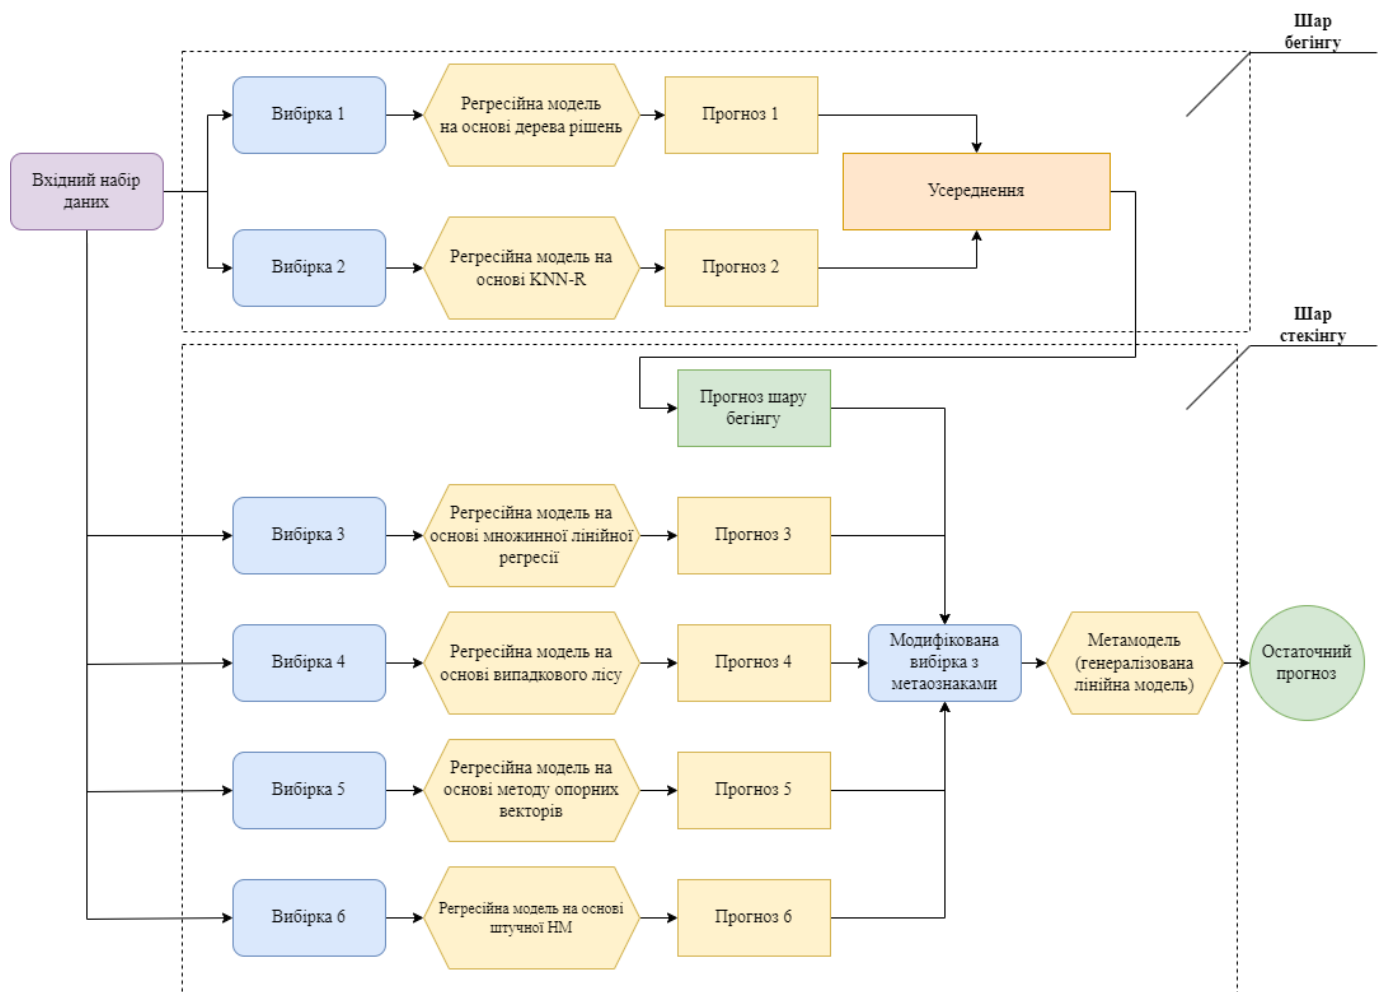 Шар
бегінгу
Вибірка 1
Регресійна модель
на основі дерева рішень
Прогноз 1
Вхідний набір
даних
Усереднення
Вибірка 2
Регресійна модель на
основі KNN-R
Прогноз 2
Шар
стекінгу
Прогноз шару
бегінгу
Вибірка 3
Регресійна модель на
основі множинної лінійної
регресії
Прогноз 3
Вибірка 4
Регресійна модель на
основі випадкового лісу
Прогноз 4
Модифікована
вибірка з
метаознаками
Метамодель
(генералізована
лінійна модель)
Остаточний
прогноз
Вибірка 5
Регресійна модель на
основі методу опорних
векторів
Прогноз 5
Вибірка 6
Регресійна модель на основі
штучної НМ
Прогноз 6